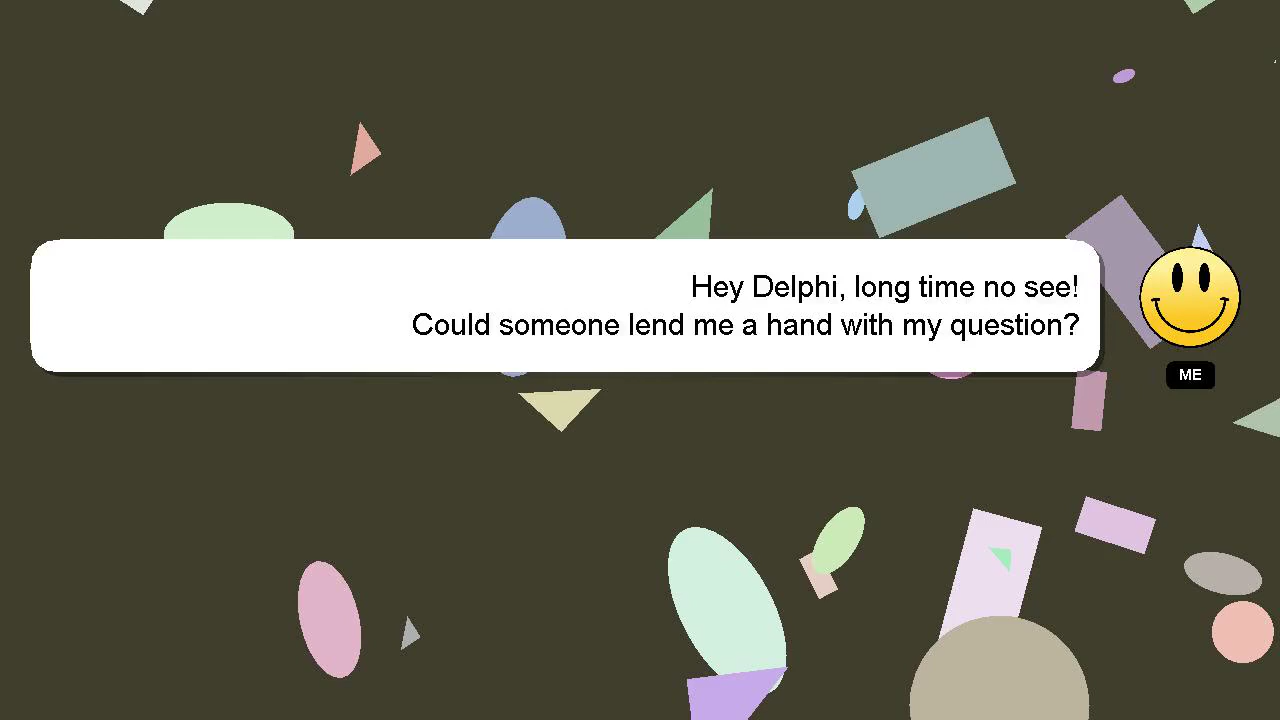 Hey Delphi, long time no see!
Could someone lend me a hand with my question?
ME